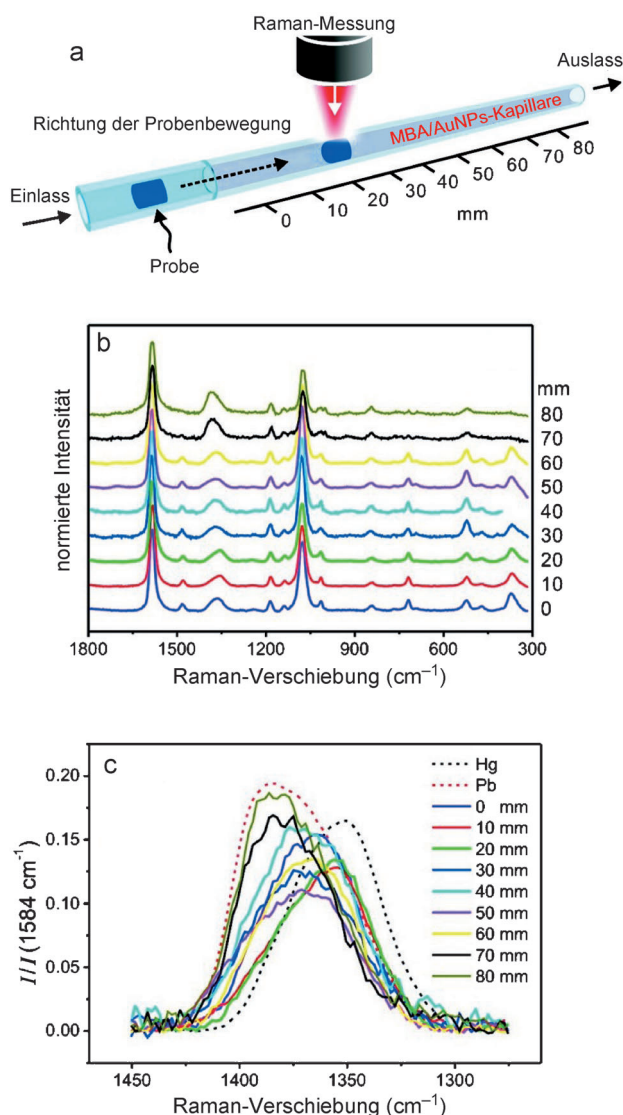 a
Raman-Messung
Auslass
Richtung der Probenbewegung
MBA/AuNPs-Kapillare
Einlass
Probe
0 10 20 30 40 50 60 70 80
mm
b
normierte Intensität
mm
80
70
60
50
40
30
20
10
0
1800 1500 1200 900 600 300
Raman-Verschiebung (cm⁻¹)
c
I/I (1584 cm⁻¹)
0.20
0.15
0.10
0.05
0.00
Hg
Pb
0 mm
10 mm
20 mm
30 mm
40 mm
50 mm
60 mm
70 mm
80 mm
1450 1400 1350 1300
Raman-Verschiebung (cm⁻¹)